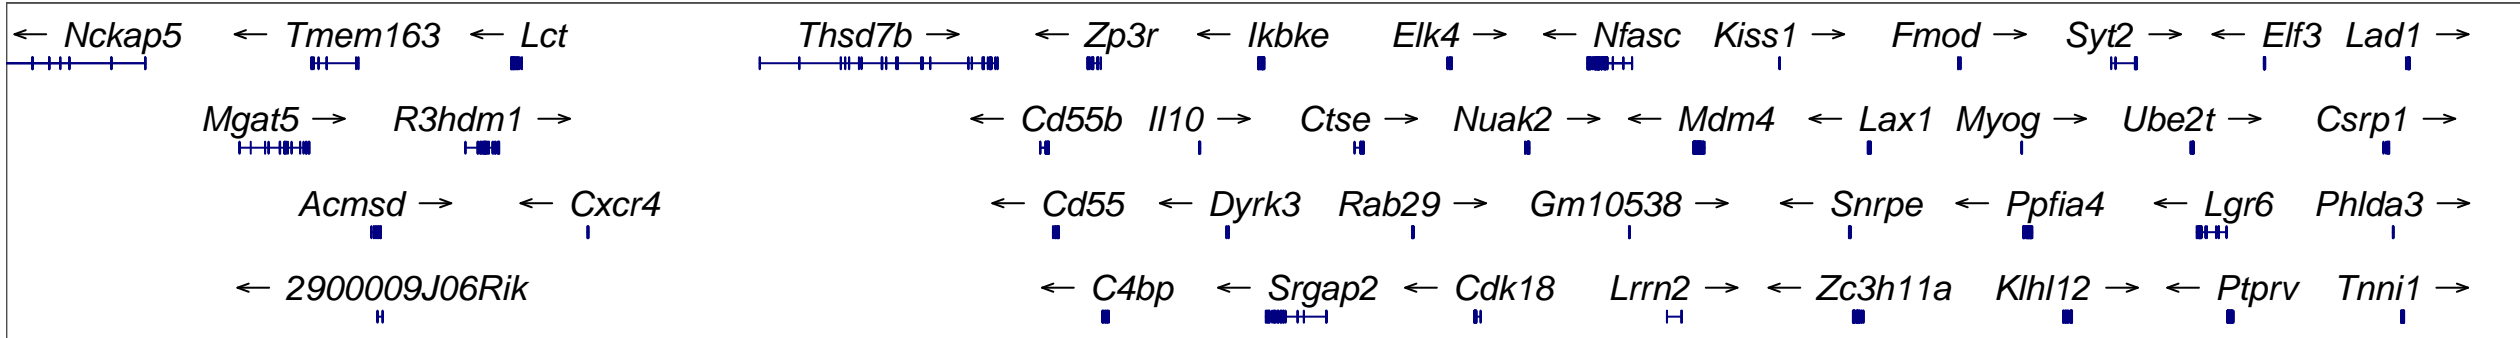 ← Nckap5 ← Tmem163 ← Lct Thsd7b → ← Zp3r ← Ikbke Elk4 → ← Nfasc Kiss1 → Fmod → Syt2 → ← Elf3 Lad1 →
Mgat5 → R3hdm1 → ← Cd55b Il10 → Ctse → Nuak2 → ← Mdm4 ← Lax1 Myog → Ube2t → Csrp1 →
Acmsd → ← Cxcr4 ← Cd55 ← Dyrk3 Rab29 → Gm10538 → ← Snrpe ← Ppfia4 ← Lgr6 Phlda3 →
← 2900009J06Rik ← C4bp ← Srgap2 ← Cdk18 Lrrn2 → ← Zc3h11a Klhl12 → ← Ptprv Tnni1 →